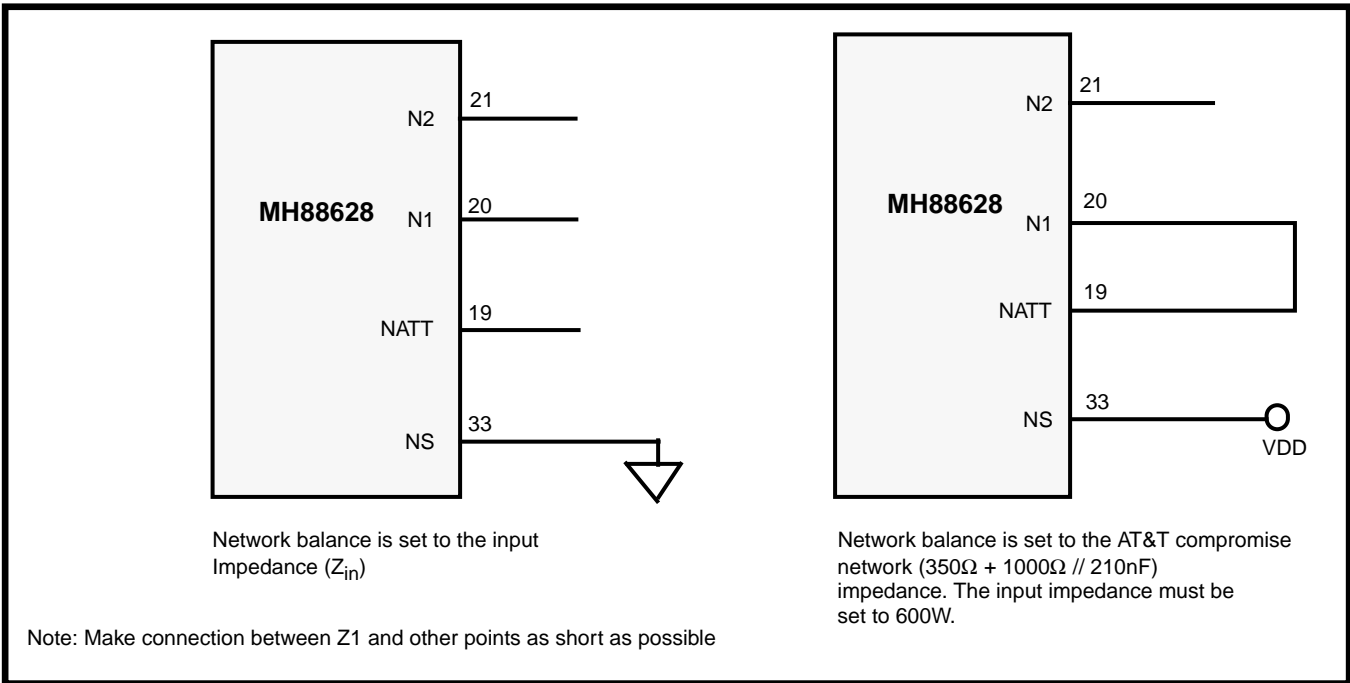 N2
21
MH88628
N1
20
NATT
19
NS
33
Network balance is set to the input
Impedance (Zin)
N2
21
MH88628
N1
20
NATT
19
NS
33
VDD
Network balance is set to the AT&T compromise
network (350Ω + 1000Ω // 210nF)
impedance. The input impedance must be
set to 600W.
Note: Make connection between Z1 and other points as short as possible